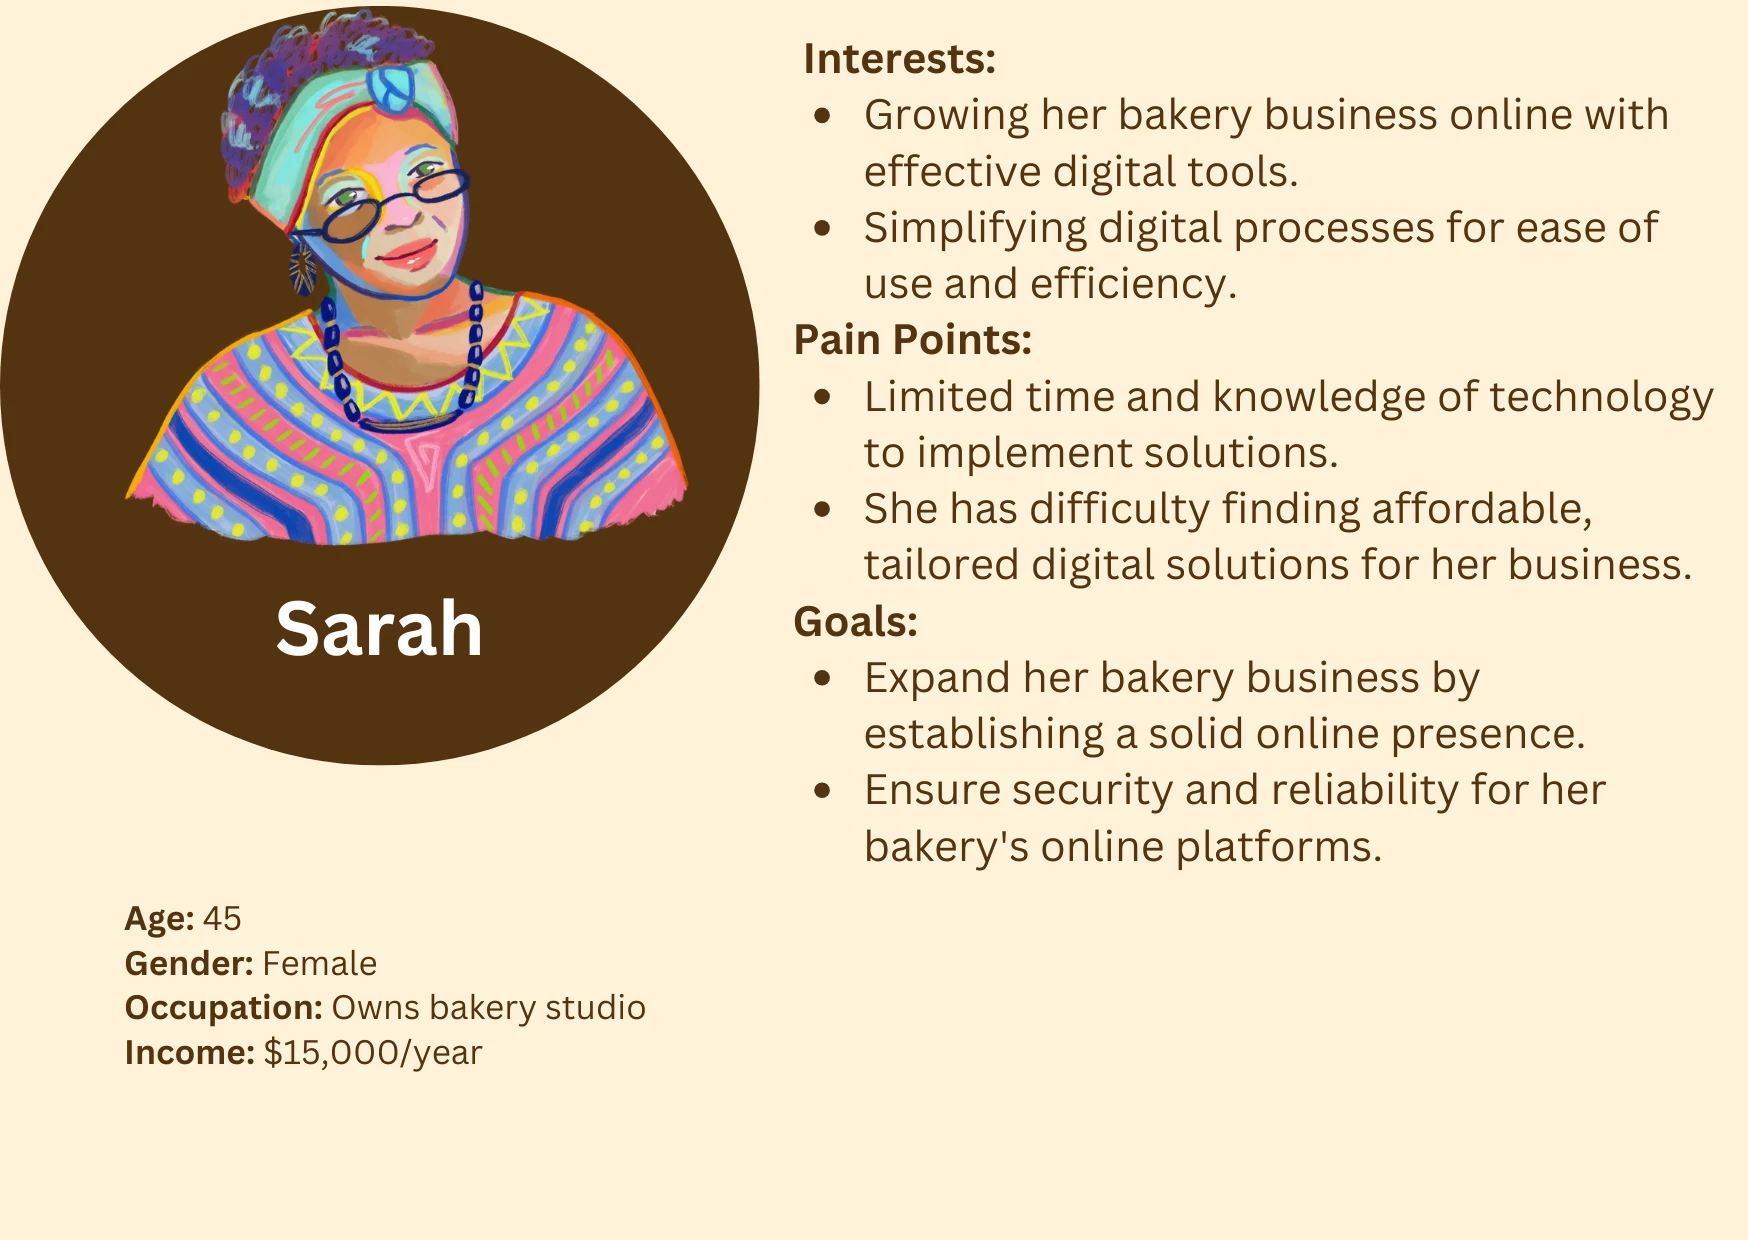 Sarah
Age: 45
Gender: Female
Occupation: Owns bakery studio
Income: $15,000/year
Interests:
• Growing her bakery business online with
effective digital tools.
• Simplifying digital processes for ease of
use and efficiency.
Pain Points:
• Limited time and knowledge of technology
to implement solutions.
• She has difficulty finding affordable,
tailored digital solutions for her business.
Goals:
• Expand her bakery business by
establishing a solid online presence.
• Ensure security and reliability for her
bakery's online platforms.